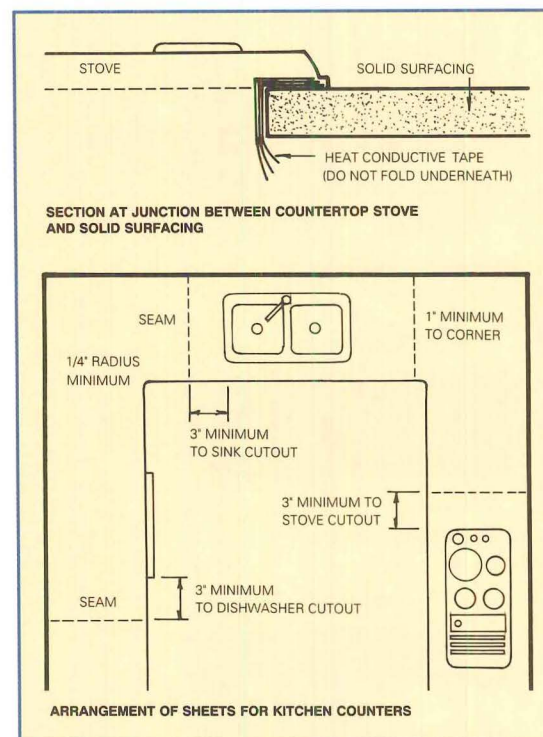 STOVE
SOLID SURFACING
HEAT CONDUCTIVE TAPE
(DO NOT FOLD UNDERNEATH)
SECTION AT JUNCTION BETWEEN COUNTERTOP STOVE
AND SOLID SURFACING
SEAM
1" MINIMUM
TO CORNER
1/4" RADIUS
MINIMUM
3" MINIMUM
TO SINK CUTOUT
3" MINIMUM TO
STOVE CUTOUT
3" MINIMUM
TO DISHWASHER CUTOUT
SEAM
ARRANGEMENT OF SHEETS FOR KITCHEN COUNTERS